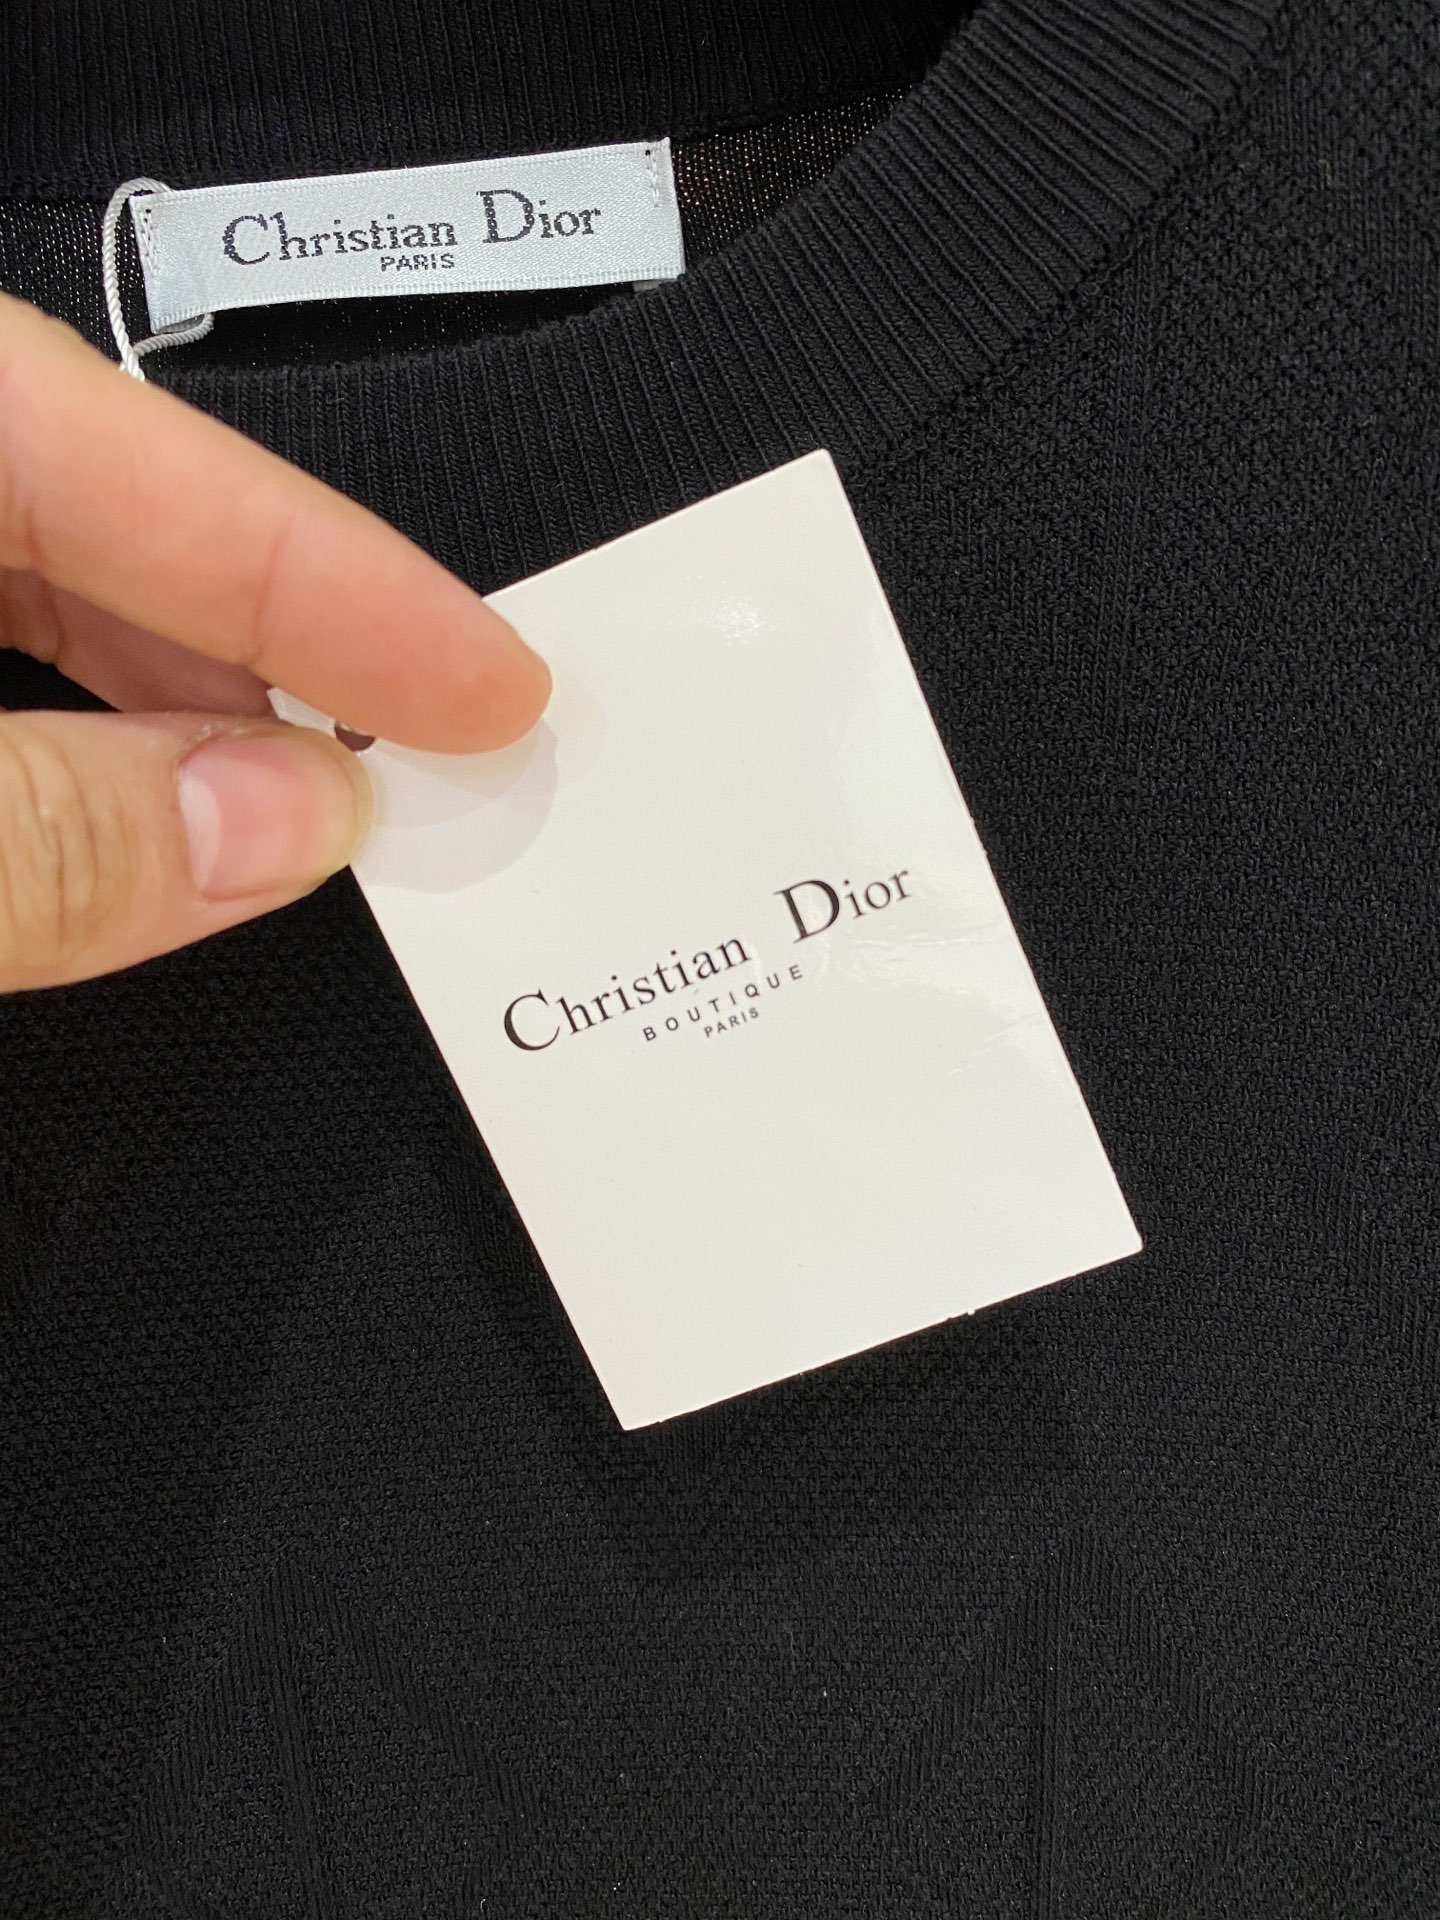 Christian Dior
PARIS
Christian Dior
BOUTIQUE
PARIS